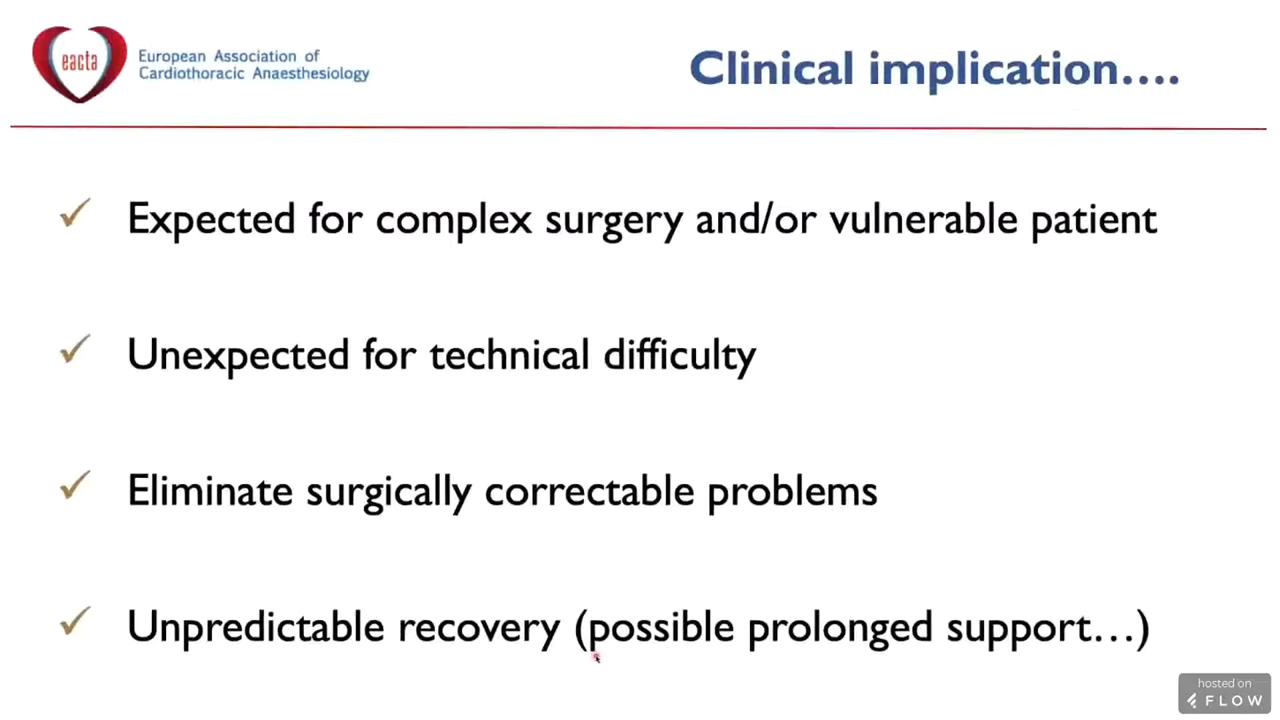 eacta
European Association of
Cardiothoracic Anaesthesiology
Clinical implication….
Expected for complex surgery and/or vulnerable patient
Unexpected for technical difficulty
Eliminate surgically correctable problems
Unpredictable recovery (possible prolonged support…)
hosted on
FLOW